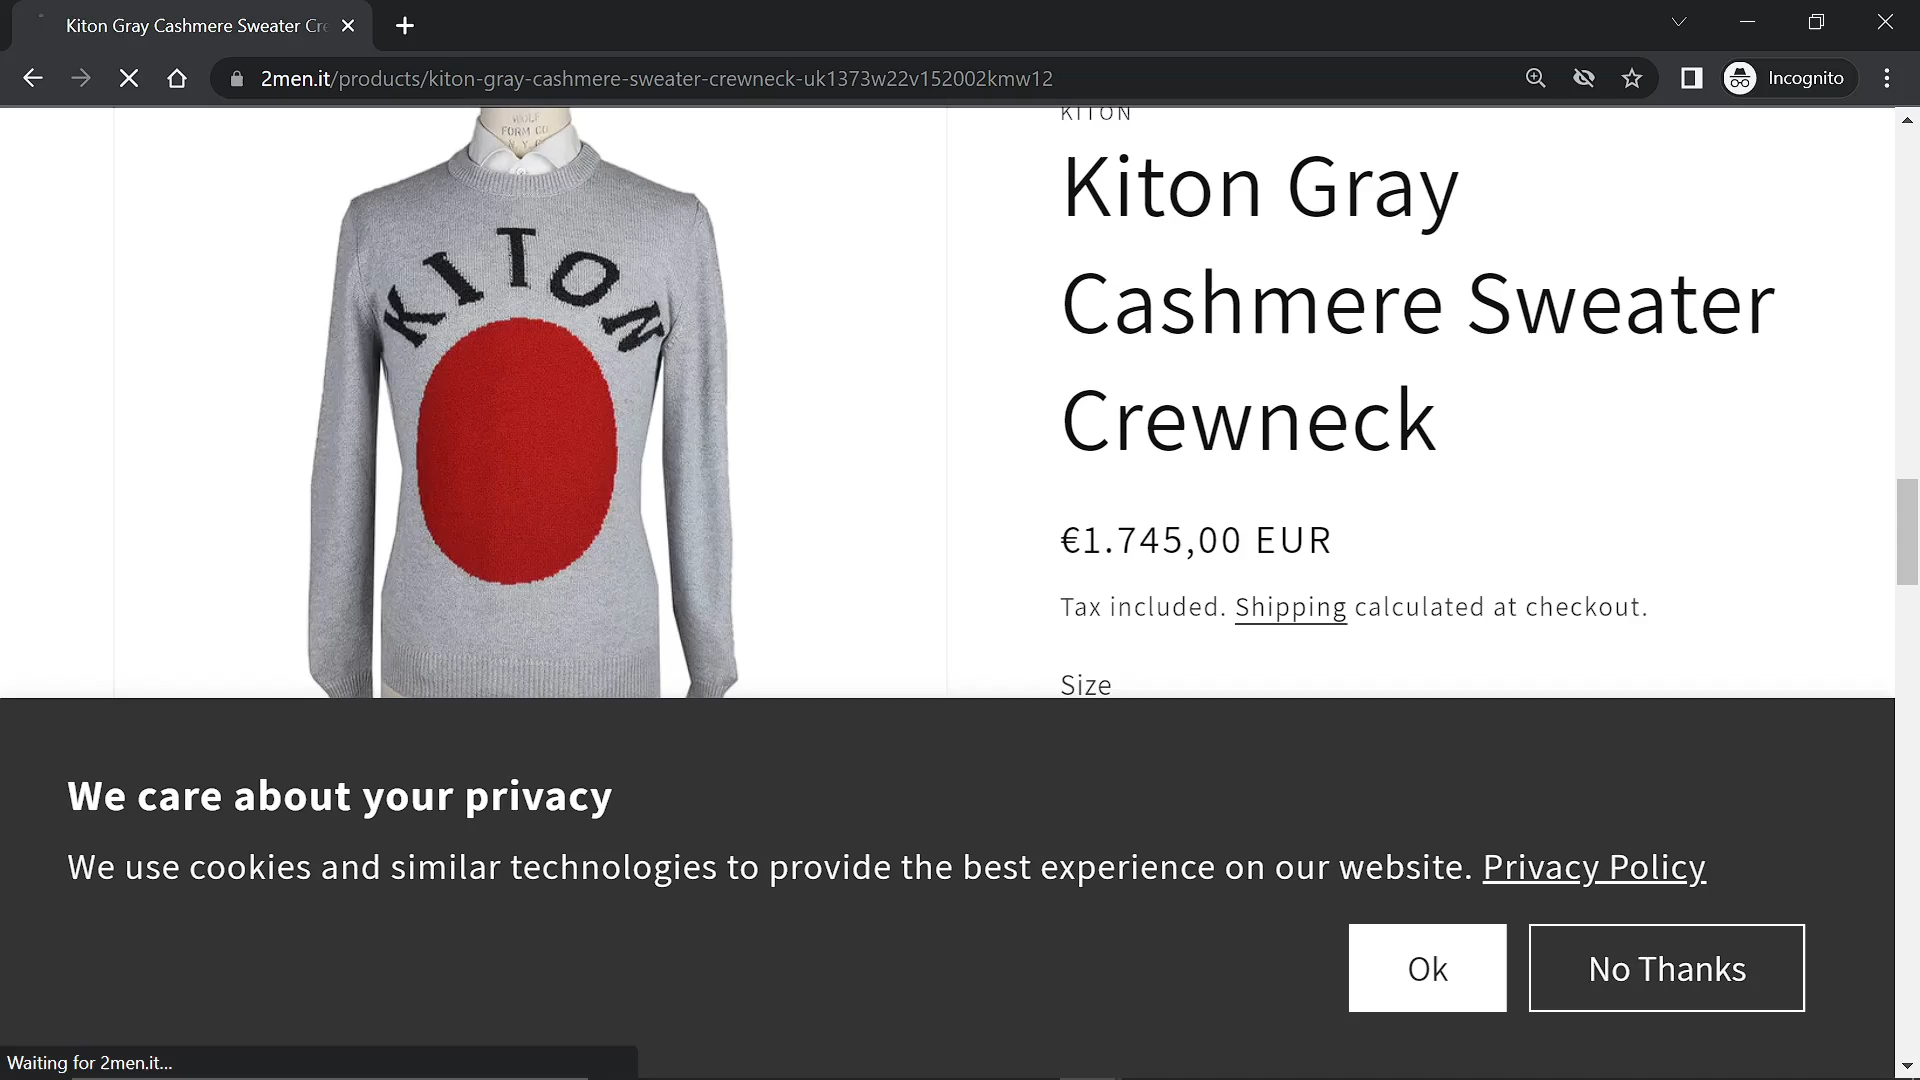 Kiton Gray Cashmere Sweater Cre
2men.it/products/kiton-gray-cashmere-sweater-crewneck-uk1373w22v152002kmw12
Incognito
WOLF
FORM CO
N Y C
KITON
KITON
Kiton Gray
Cashmere Sweater
Crewneck
€1.745,00 EUR
Tax included. Shipping calculated at checkout.
Size
We care about your privacy
We use cookies and similar technologies to provide the best experience on our website. Privacy Policy
Ok
No Thanks
Waiting for 2men.it...